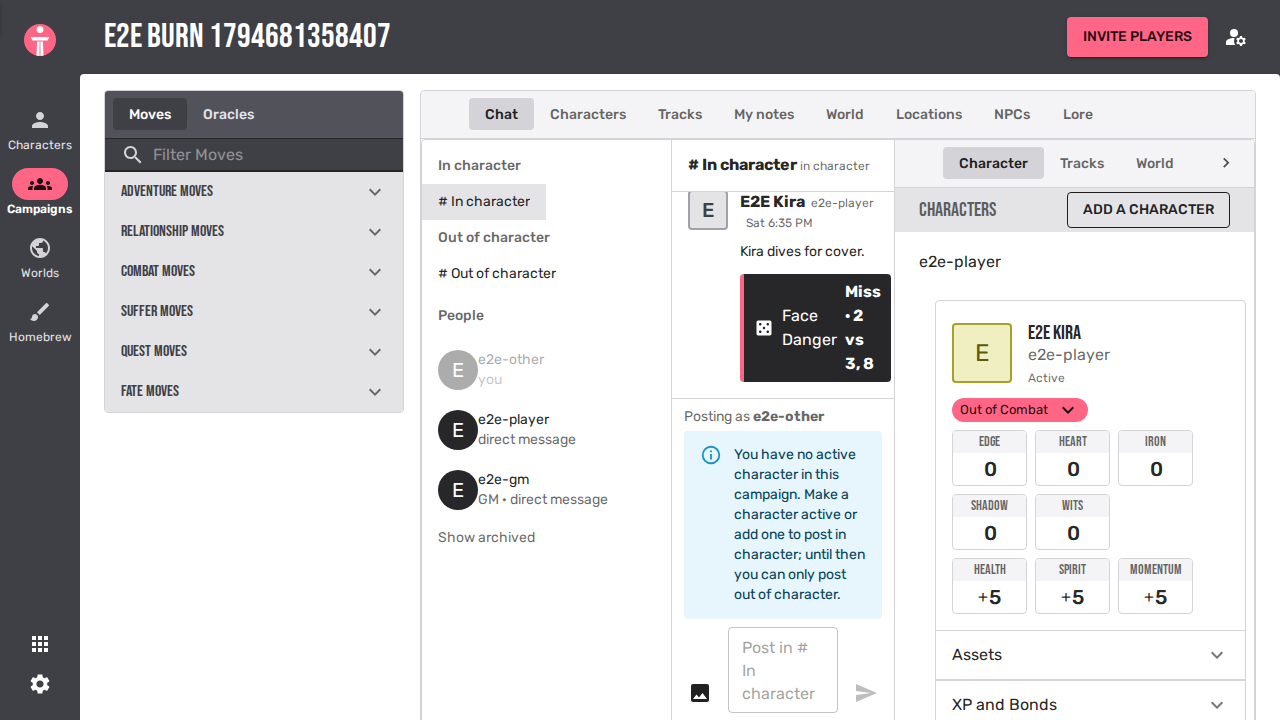 E2E BURN 1794681358407
INVITE PLAYERS
Characters
Campaigns
Worlds
Homebrew
Moves
Oracles
Filter Moves
ADVENTURE MOVES
RELATIONSHIP MOVES
COMBAT MOVES
SUFFER MOVES
QUEST MOVES
FATE MOVES
Chat
Characters
Tracks
My notes
World
Locations
NPCs
Lore
In character
# In character
Out of character
# Out of character
People
E
e2e-other
you
E
e2e-player
direct message
E
e2e-gm
GM • direct message
Show archived
# In character in character
E
E2E Kira e2e-player
Sat 6:35 PM
Kira dives for cover.
Face
Danger
Miss
• 2
vs
3, 8
Posting as e2e-other
You have no active
character in this
campaign. Make a
character active or
add one to post in
character; until then
you can only post
out of character.
Post in #
In
character
Character
Tracks
World
CHARACTERS
ADD A CHARACTER
e2e-player
E
E2E KIRA
e2e-player
Active
Out of Combat
EDGE
0
HEART
0
IRON
0
SHADOW
0
WITS
0
HEALTH
+5
SPIRIT
+5
MOMENTUM
+5
Assets
XP and Bonds